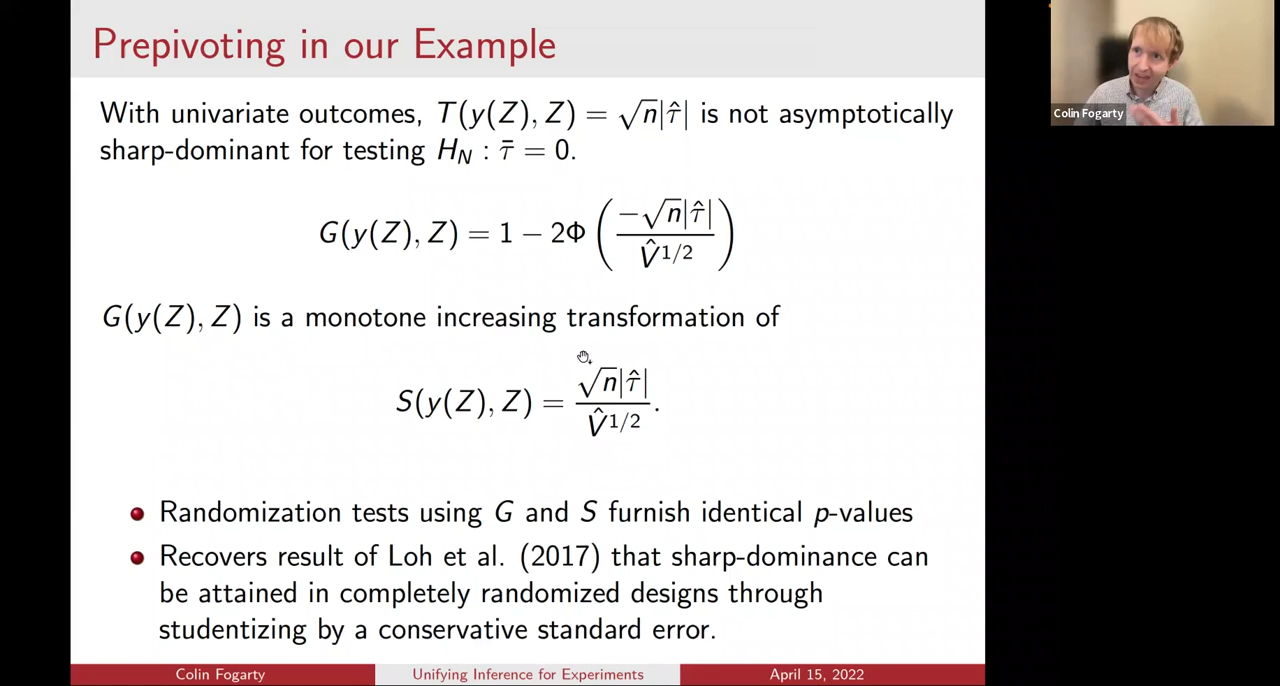 Prepivoting in our Example
Colin Fogarty
With univariate outcomes, T(y(Z), Z) = √n|τ̂| is not asymptotically
sharp-dominant for testing H_N : τ̄ = 0.
G(y(Z), Z) = 1 − 2Φ ( −√n|τ̂| / V̂^{1/2} )
G(y(Z), Z) is a monotone increasing transformation of
S(y(Z), Z) = √n|τ̂| / V̂^{1/2} .
Randomization tests using G and S furnish identical p-values
Recovers result of Loh et al. (2017) that sharp-dominance can
be attained in completely randomized designs through
studentizing by a conservative standard error.
Colin Fogarty Unifying Inference for Experiments April 15, 2022